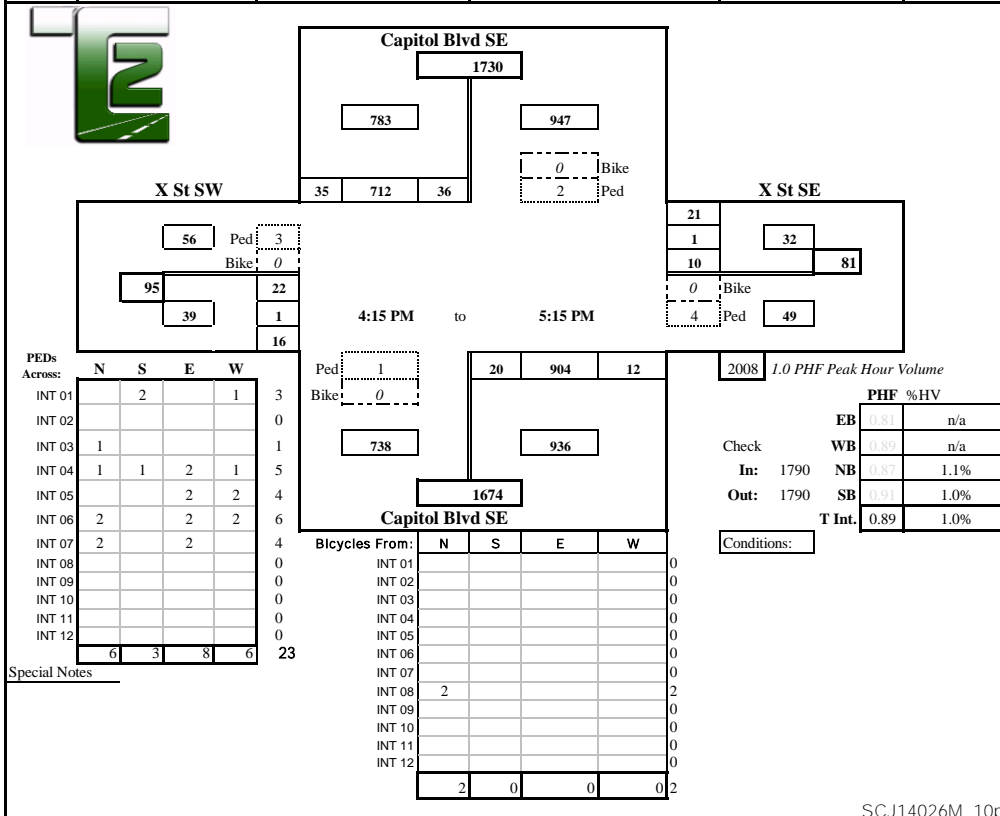 TE2
Capitol Blvd SE
1730
783 947
0 Bike
X St SW 35 712 36 2 Ped X St SE
21
56 Ped 3 1 32
Bike 0 10 81
95 22 0 Bike
39 1 4:15 PM to 5:15 PM 4 Ped 49
16
PEDs
Across: N S E W
Ped 1 20 904 12 2008 1.0 PHF Peak Hour Volume
INT 01 2 1 3
Bike 0
PHF %HV
INT 02 0
EB 0.81 n/a
INT 03 1 1
738 936
Check WB 0.89 n/a
INT 04 1 1 2 1 5
In: 1790 NB 0.87 1.1%
INT 05 2 2 4
1674
Out: 1790 SB 0.91 1.0%
INT 06 2 2 2 6
Capitol Blvd SE
T Int. 0.89 1.0%
INT 07 2 2 4
Bicycles From: N S E W
Conditions:
INT 08 0
INT 09 0
INT 10 0
INT 11 0
INT 12 0
6 3 8 6 23
Special Notes
INT 01 0
INT 02 0
INT 03 0
INT 04 0
INT 05 0
INT 06 0
INT 07 0
INT 08 2 2
INT 09 0
INT 10 0
INT 11 0
INT 12 0
2 0 0 0 2